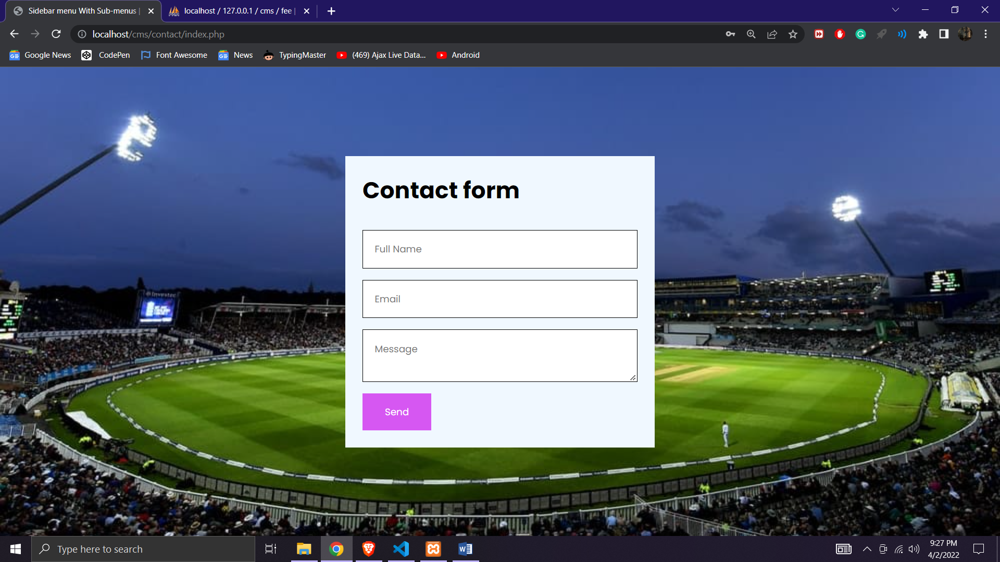 Sidebar menu With Sub-menus |
localhost / 127.0.0.1 / cms / fee |
localhost/cms/contact/index.php
Google News
CodePen
Font Awesome
News
TypingMaster
(469) Ajax Live Data...
Android
Investec
Contact form
Full Name
Email
Message
Send
Type here to search
9:27 PM
4/2/2022